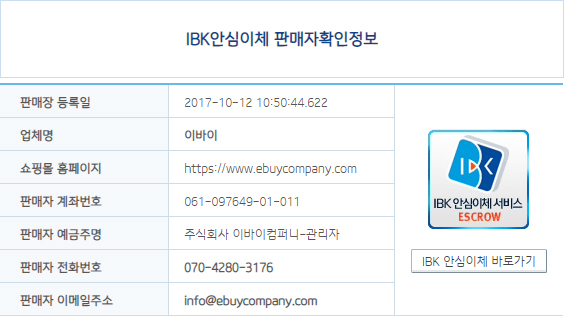 IBK안심이체 판매자확인정보
판매장 등록일 2017-10-12 10:50:44.622
업체명 이바이
쇼핑몰 홈페이지 https://www.ebuycompany.com
판매자 계좌번호 061-097649-01-011
판매자 예금주명 주식회사 이바이컴퍼니-관리자
판매자 전화번호 070-4280-3176
판매자 이메일주소 info@ebuycompany.com
IBK
IBK 안심이체 서비스
ESCROW
IBK 안심이체 바로가기